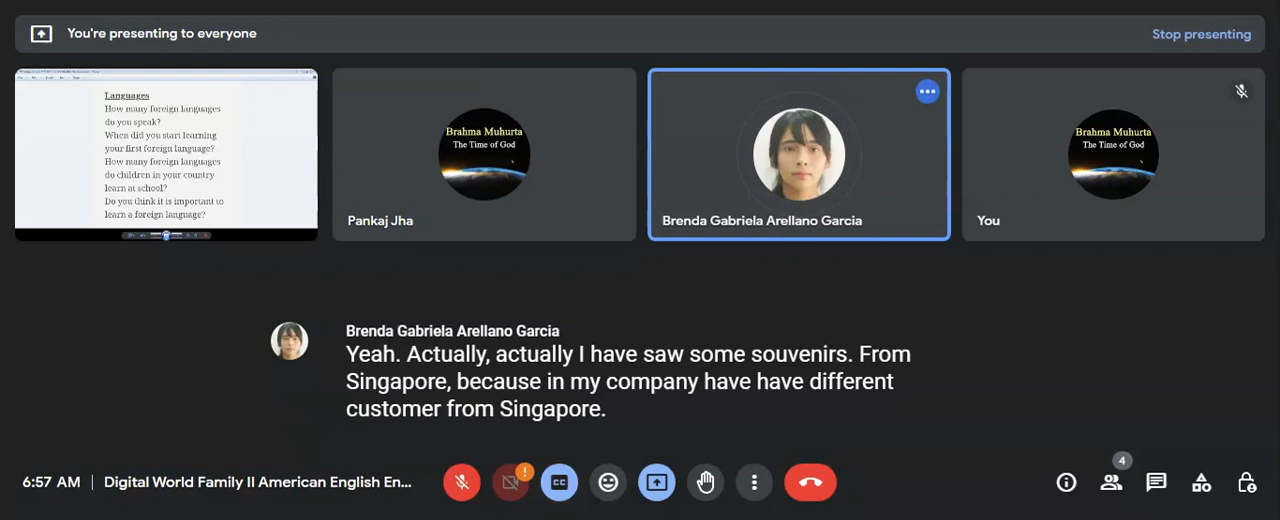 You're presenting to everyone
Stop presenting
Languages
How many foreign languages
do you speak?
When did you start learning
your first foreign language?
How many foreign languages
do children in your country
learn at school?
Do you think it is important to
learn a foreign language?
Brahma Muhurta
The Time of God
Pankaj Jha
Brenda Gabriela Arellano Garcia
Brahma Muhurta
The Time of God
You
Brenda Gabriela Arellano Garcia
Yeah. Actually, actually I have saw some souvenirs. From
Singapore, because in my company have have different
customer from Singapore.
6:57 AM | Digital World Family II American English En...
CC
4